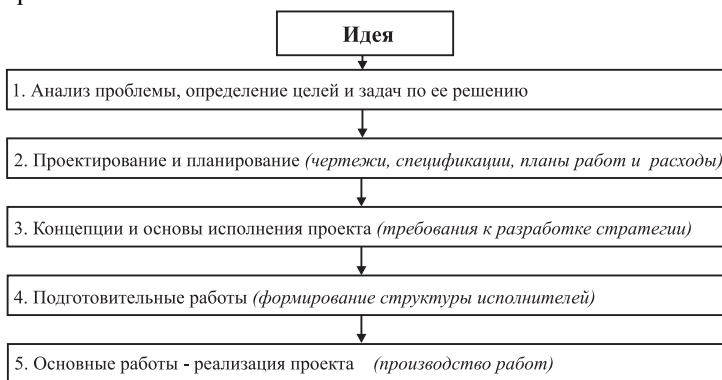 Идея
1. Анализ проблемы, определение целей и задач по ее решению
2. Проектирование и планирование (чертежи, спецификации, планы работ и расходы)
3. Концепции и основы исполнения проекта (требования к разработке стратегии)
4. Подготовительные работы (формирование структуры исполнителей)
5. Основные работы - реализация проекта (производство работ)